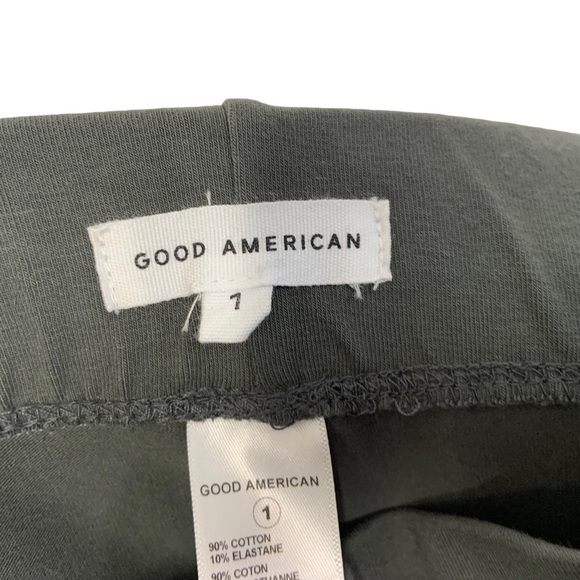 GOOD AMERICAN
1
GOOD AMERICAN
1
90% COTTON
10% ELASTANE
90% COTON